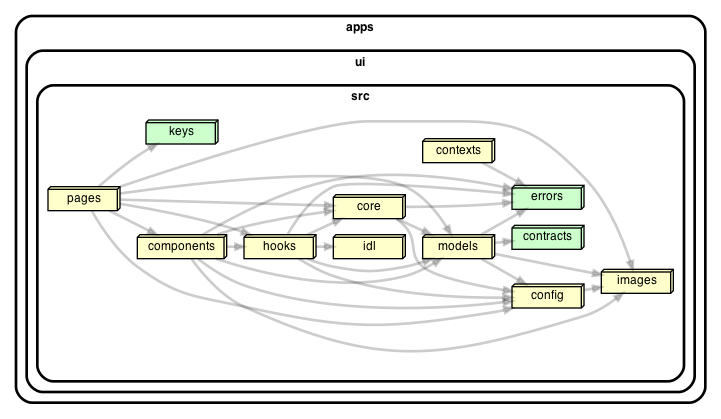 apps
ui
src
keys
contexts
pages
errors
core
contracts
components
hooks
idl
models
images
config